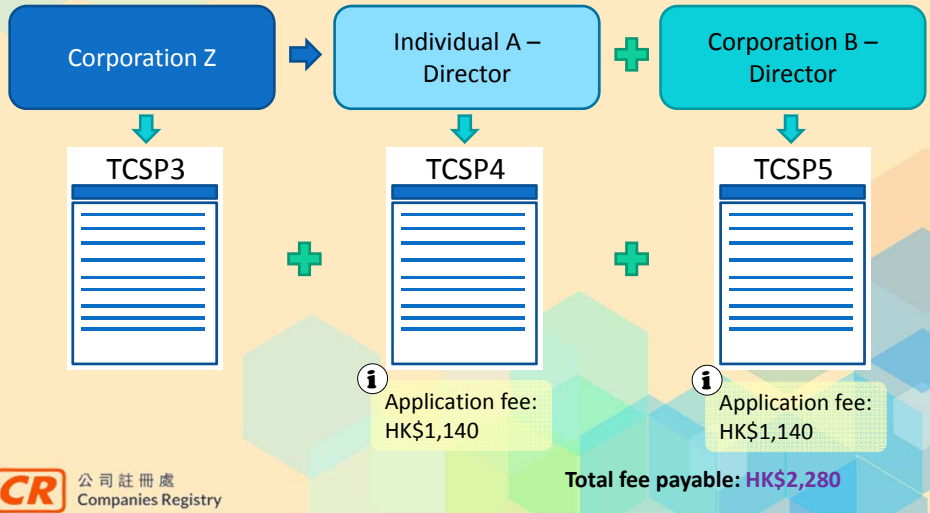 Corporation Z
Individual A –
Director
Corporation B –
Director
TCSP3
TCSP4
TCSP5
i
Application fee:
HK$1,140
i
Application fee:
HK$1,140
CR
公司註冊處
Companies Registry
Total fee payable: HK$2,280